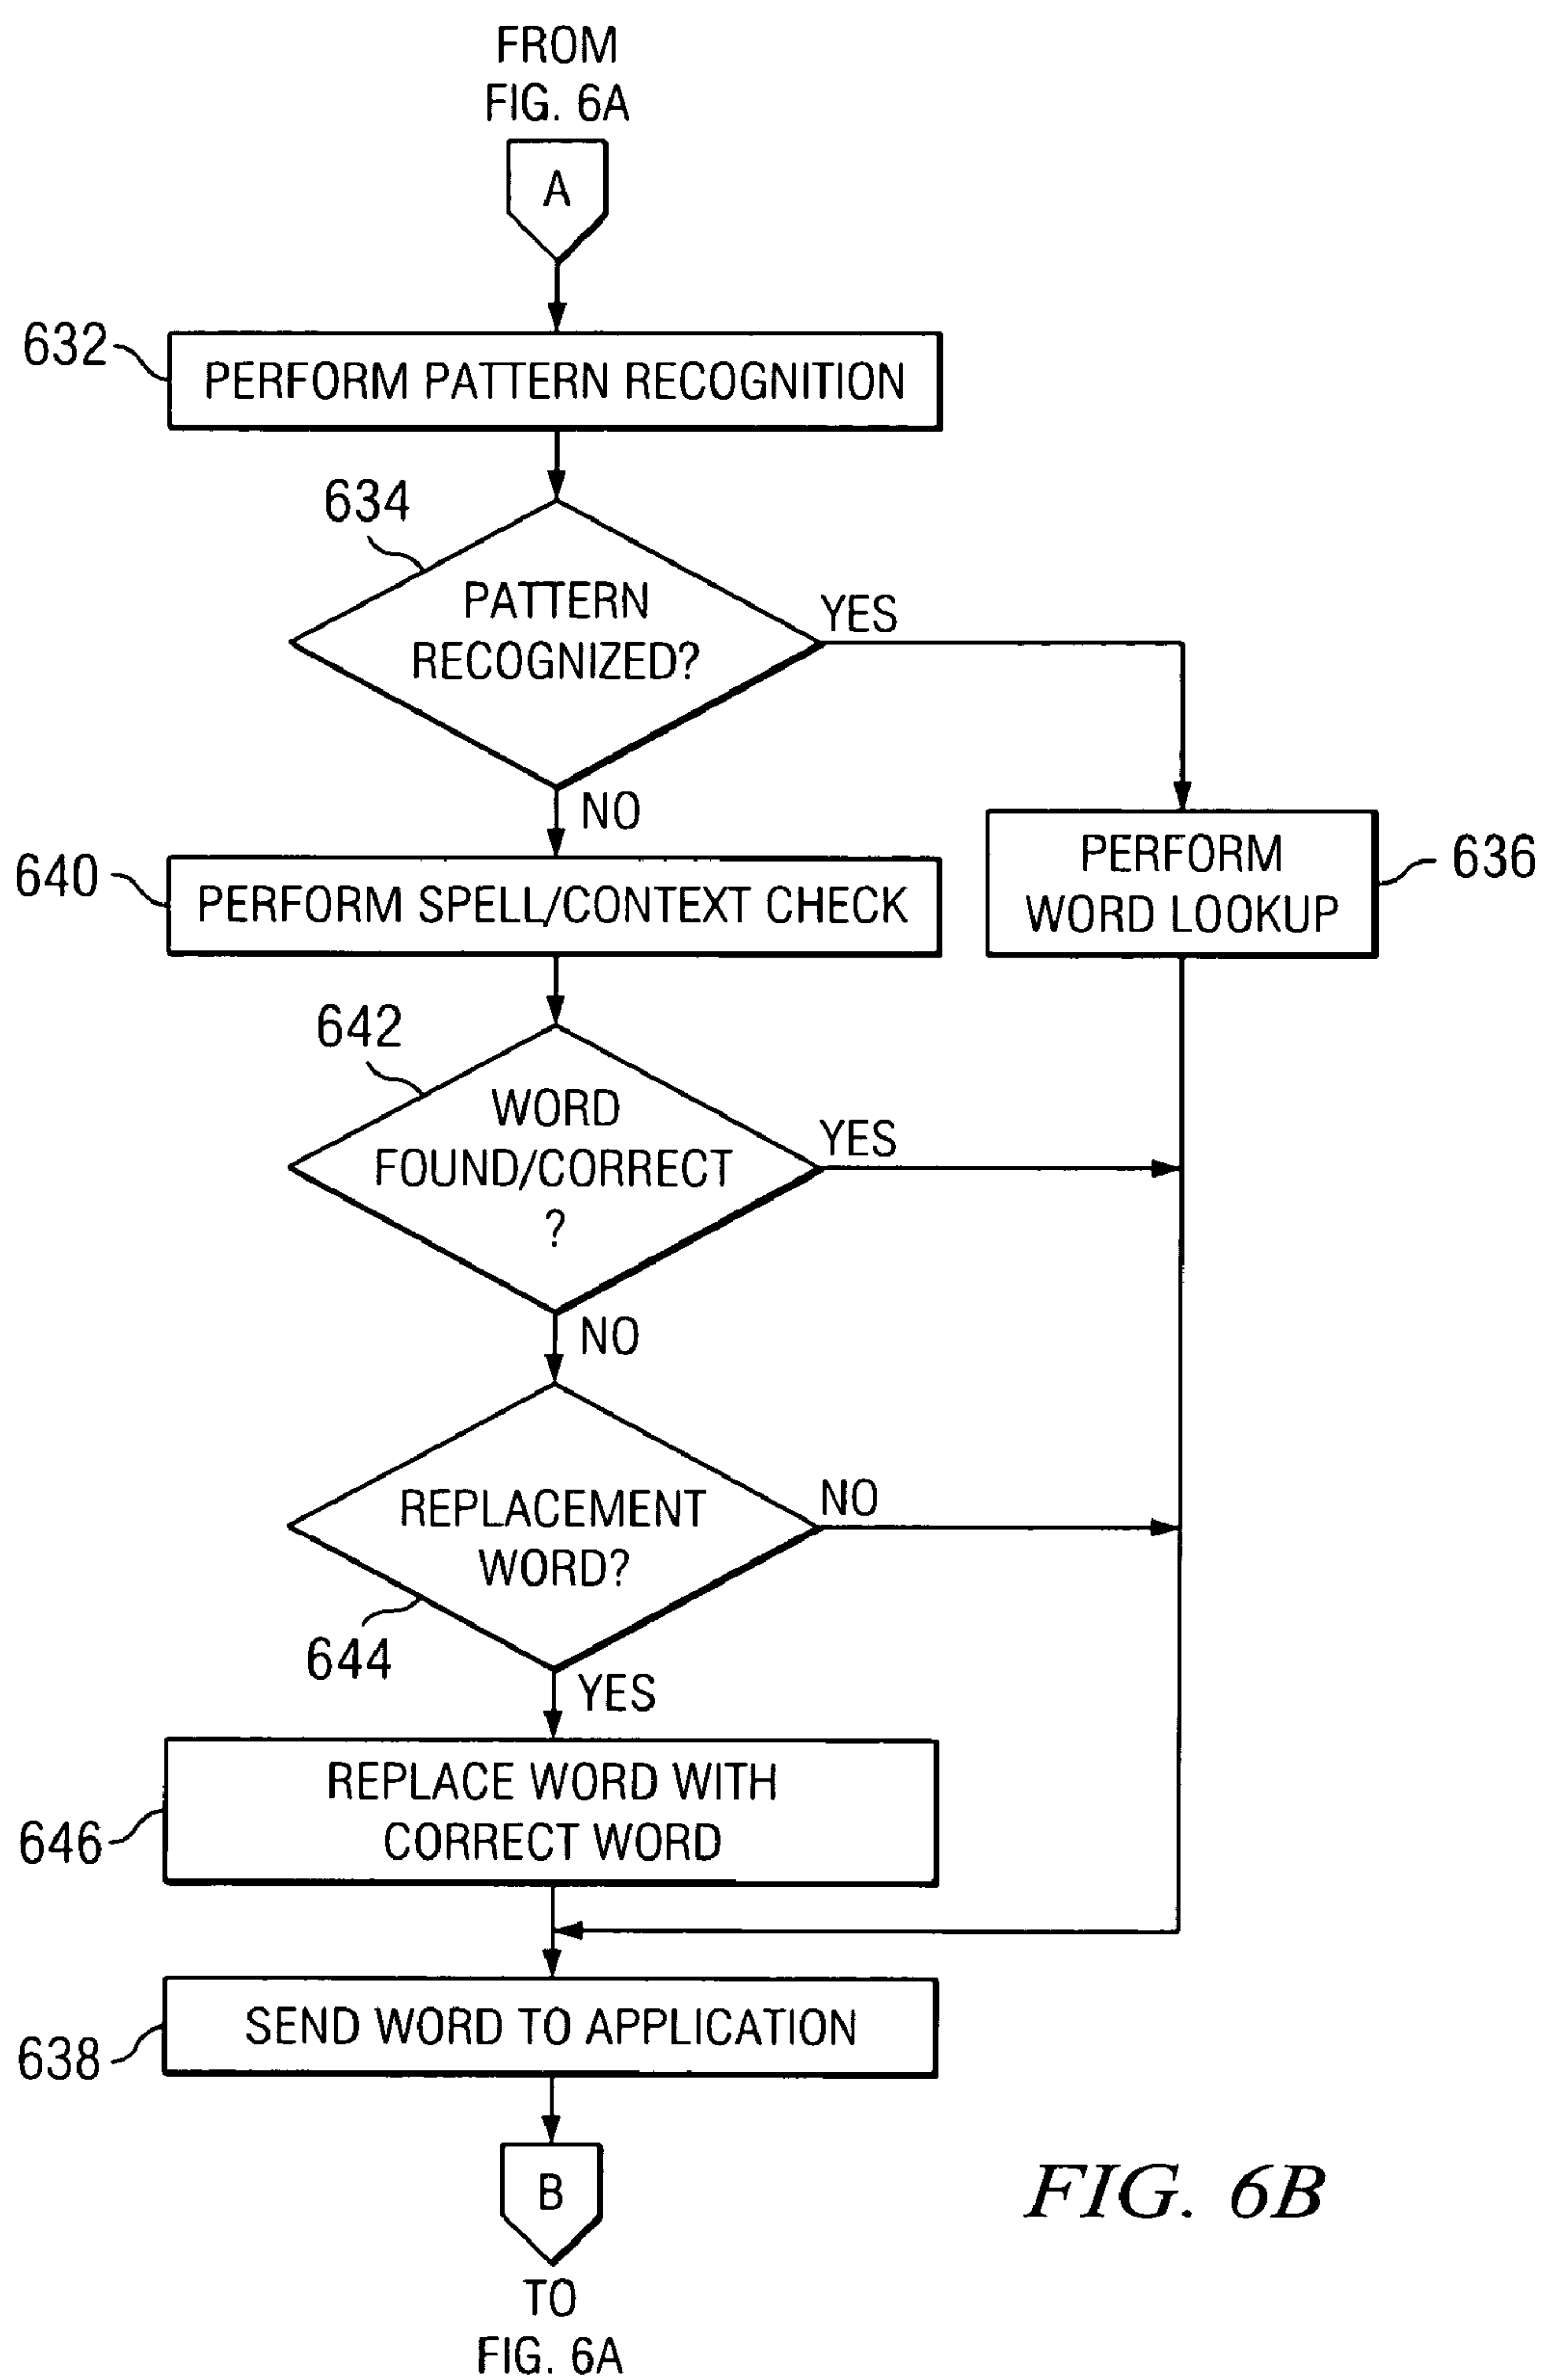 FROM
FIG. 6A
A
632
PERFORM PATTERN RECOGNITION
634
PATTERN
RECOGNIZED?
YES
NO
640
PERFORM SPELL/CONTEXT CHECK
PERFORM
WORD LOOKUP
636
642
WORD
FOUND/CORRECT
?
YES
NO
REPLACEMENT
WORD?
NO
644
YES
REPLACE WORD WITH
CORRECT WORD
646
SEND WORD TO APPLICATION
638
B
TO
FIG. 6A
FIG. 6B